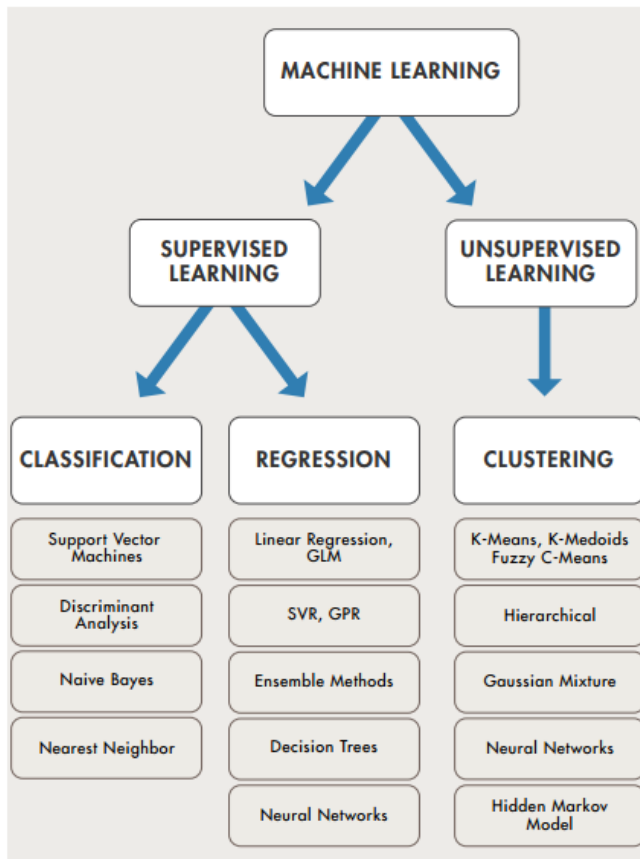 MACHINE LEARNING
SUPERVISED
LEARNING
UNSUPERVISED
LEARNING
CLASSIFICATION
Support Vector
Machines
Discriminant
Analysis
Naive Bayes
Nearest Neighbor
REGRESSION
Linear Regression,
GLM
SVR, GPR
Ensemble Methods
Decision Trees
Neural Networks
CLUSTERING
K-Means, K-Medoids
Fuzzy C-Means
Hierarchical
Gaussian Mixture
Neural Networks
Hidden Markov
Model